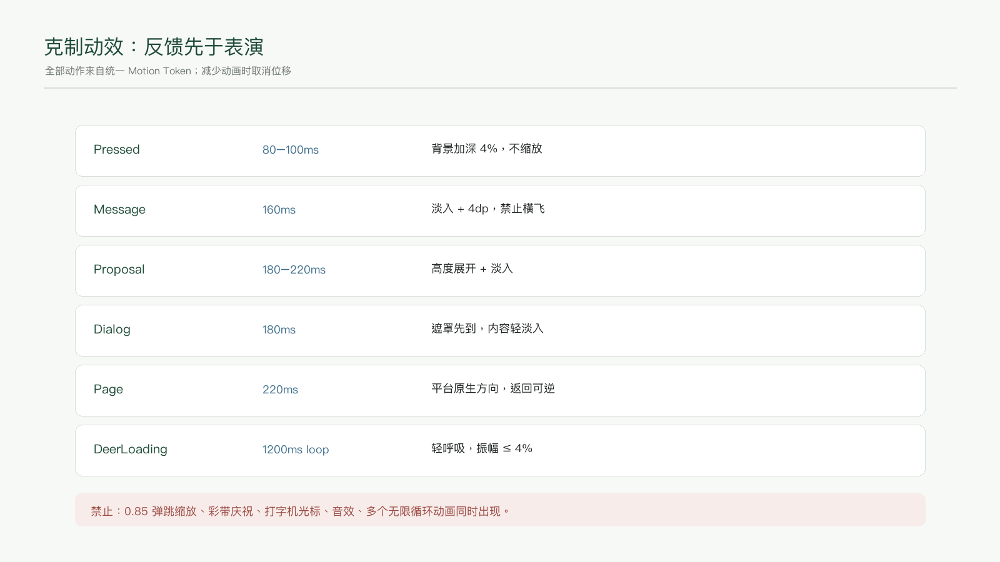 克制动效：反馈先于表演
全部动作来自统一 Motion Token；减少动画时取消位移
Pressed 80–100ms 背景加深 4%，不缩放
Message 160ms 淡入 + 4dp，禁止横飞
Proposal 180–220ms 高度展开 + 淡入
Dialog 180ms 遮罩先到，内容轻淡入
Page 220ms 平台原生方向，返回可逆
DeerLoading 1200ms loop 轻呼吸，振幅 ≤ 4%
禁止：0.85 弹跳缩放、彩带庆祝、打字机光标、音效、多个无限循环动画同时出现。